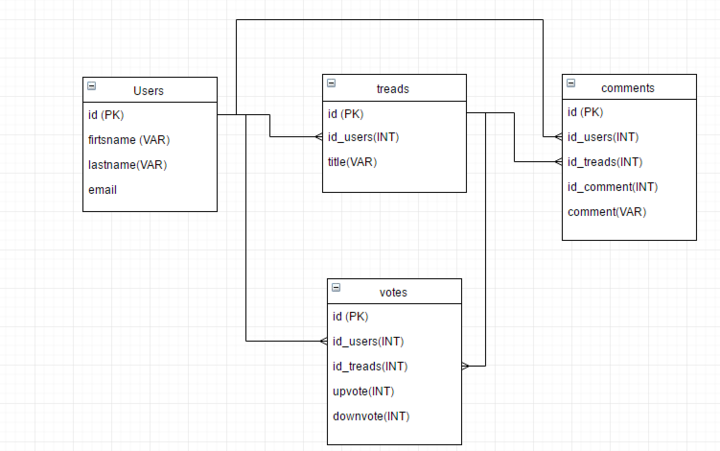 Users
id (PK)
firtsname (VAR)
lastname(VAR)
email
treads
id (PK)
id_users(INT)
title(VAR)
comments
id (PK)
id_users(INT)
id_treads(INT)
id_comment(INT)
comment(VAR)
votes
id (PK)
id_users(INT)
id_treads(INT)
upvote(INT)
downvote(INT)